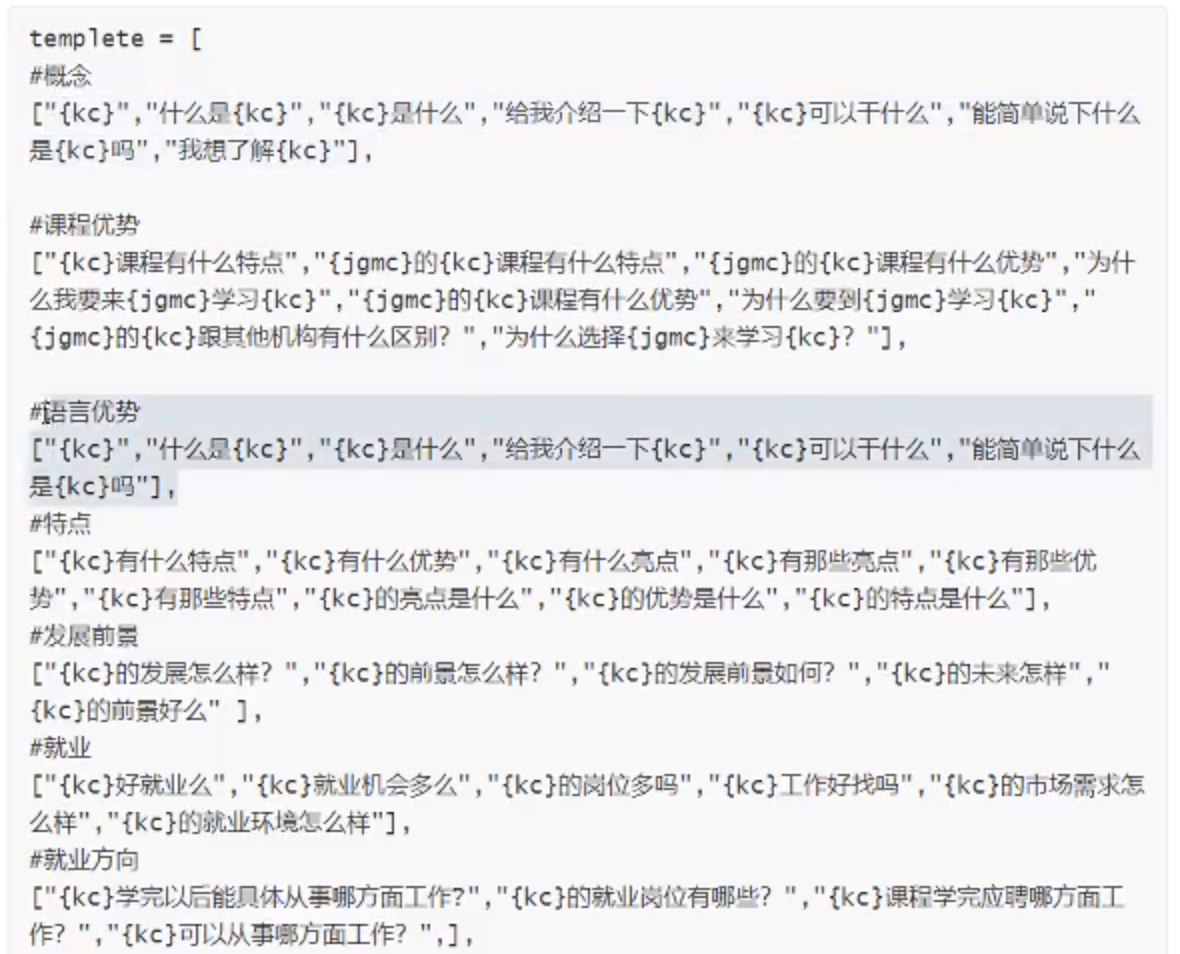 templete = [
#概念
["{kc}","什么是{kc}","{kc}是什么","给我介绍一下{kc}","{kc}可以干什么","能简单说下什么
是{kc}吗","我想了解{kc}"],
#课程优势
["{kc}课程有什么特点","{jgmc}的{kc}课程有什么特点","{jgmc}的{kc}课程有什么优势","为什
么我要来{jgmc}学习{kc}","{jgmc}的{kc}课程有什么优势","为什么要到{jgmc}学习{kc}","
{jgmc}的{kc}跟其他机构有什么区别？","为什么选择{jgmc}来学习{kc}？"],
#语言优势
["{kc}","什么是{kc}","{kc}是什么","给我介绍一下{kc}","{kc}可以干什么","能简单说下什么
是{kc}吗"],
#特点
["{kc}有什么特点","{kc}有什么优势","{kc}有什么亮点","{kc}有那些亮点","{kc}有那些优
势","{kc}有那些特点","{kc}的亮点是什么","{kc}的优势是什么","{kc}的特点是什么"],
#发展前景
["{kc}的发展怎么样？","{kc}的前景怎么样？","{kc}的发展前景如何？","{kc}的未来怎样","
{kc}的前景好么" ],
#就业
["{kc}好就业么","{kc}就业机会多么","{kc}的岗位多吗","{kc}工作好找吗","{kc}的市场需求怎
么样","{kc}的就业环境怎么样"],
#就业方向
["{kc}学完以后能具体从事哪方面工作?","{kc}的就业岗位有哪些？","{kc}课程学完应聘哪方面工
作？","{kc}可以从事哪方面工作？",],